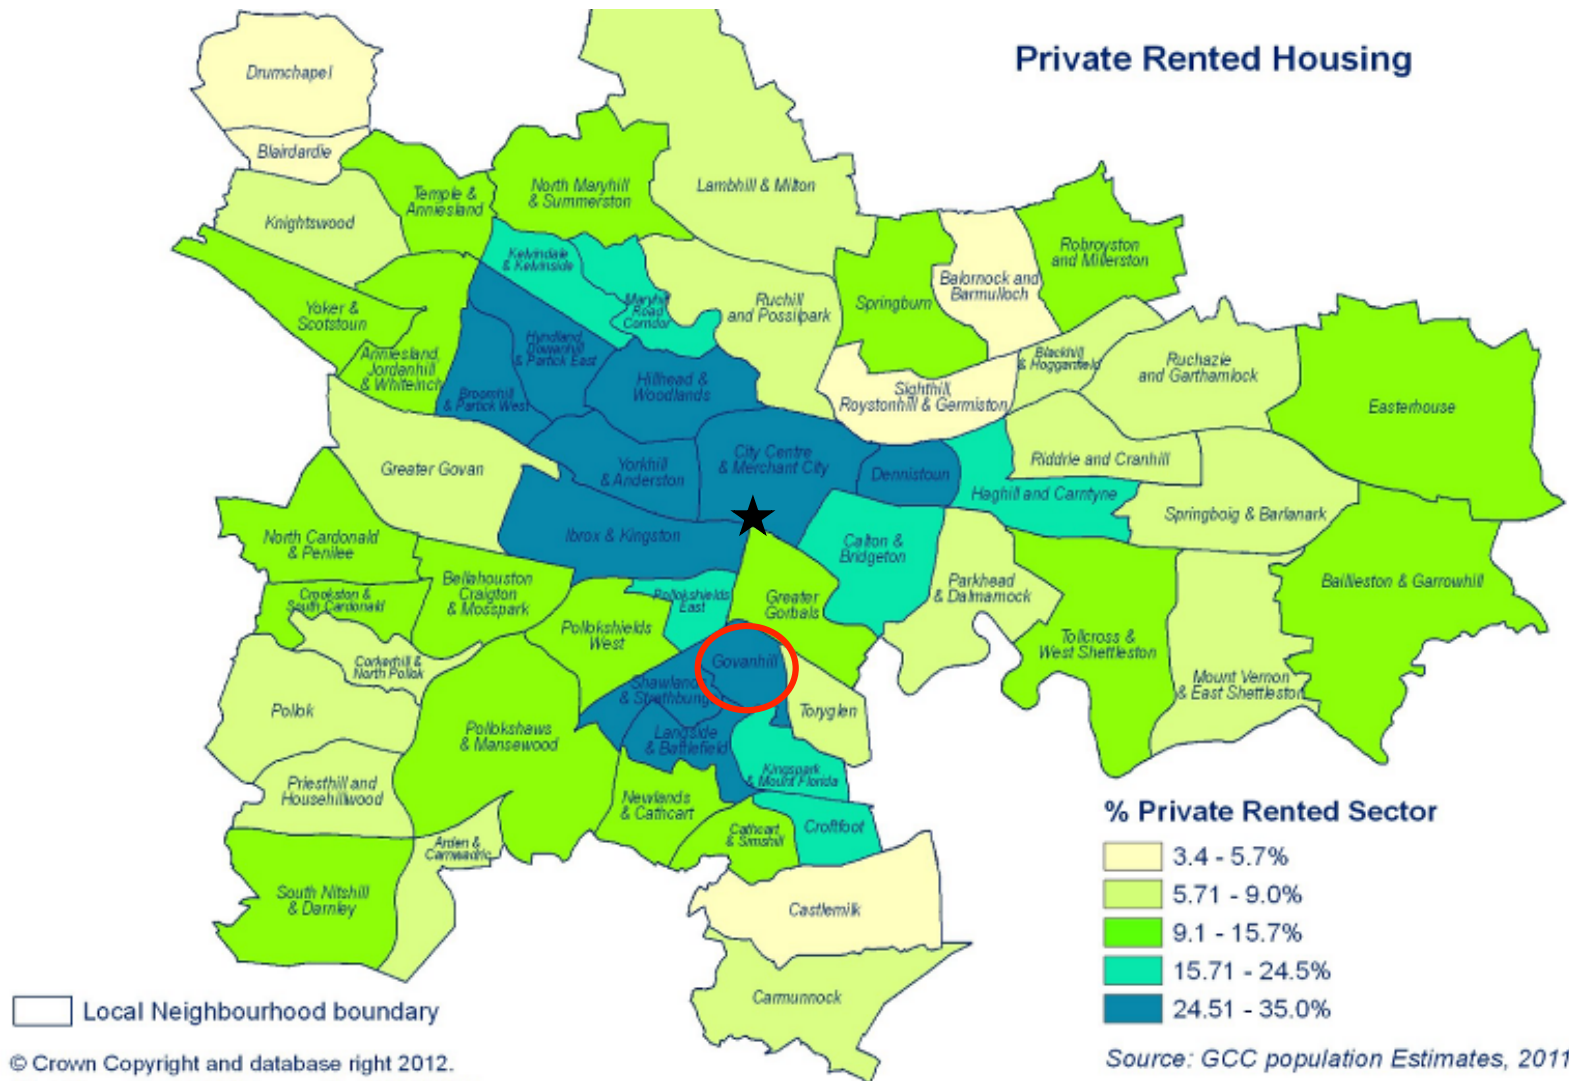 Private Rented Housing
Drumchapel
Blairdardie
Knightswood
Temple &
Anniesland
North Maryhill
& Summerston
Lambhill & Milton
Kelvindale
& Kelvinside
Maryhill
Road
Corridor
Ruchill
and Possilpark
Springburn
Balornock and
Barmulloch
Robroyston
and Millerston
Yoker &
Scotstoun
Anniesland,
Jordanhill
& Whiteinch
Broomhill
& Partick West
Hyndland,
Dowanhill
& Partick East
Hillhead &
Woodlands
Sighthill,
Roystonhill & Germiston
Blackhill
& Hogganfield
Ruchazie
and Garthamlock
Easterhouse
Greater Govan
Yorkhill
& Anderston
City Centre
& Merchant City
Dennistoun
Riddrie and Cranhill
Haghill and Carntyne
Springboig & Barlanark
North Cardonald
& Penilee
Ibrox & Kingston
Calton &
Bridgeton
Parkhead
& Dalmarnock
Baillieston & Garrowhill
Crookston &
South Cardonald
Bellahouston
Craigton
& Mosspark
Pollokshields
East
Greater
Gorbals
Pollokshields
West
Tollcross &
West Shettleston
Mount Vernon
& East Shettleston
Corkerhill &
North Pollok
Pollok
Govanhill
Shawlands
& Strathbungo
Toryglen
Pollokshaws
& Mansewood
Langside
& Battlefield
Kingspark
& Mount Florida
Priesthill and
Househillwood
Newlands
& Cathcart
Cathcart
& Simshill
Croftfoot
Arden &
Carnwadric
South Nitshill
& Darnley
Castlemilk
Carmunnock
% Private Rented Sector
3.4 - 5.7%
5.71 - 9.0%
9.1 - 15.7%
15.71 - 24.5%
24.51 - 35.0%
Local Neighbourhood boundary
© Crown Copyright and database right 2012.
Source: GCC population Estimates, 2011